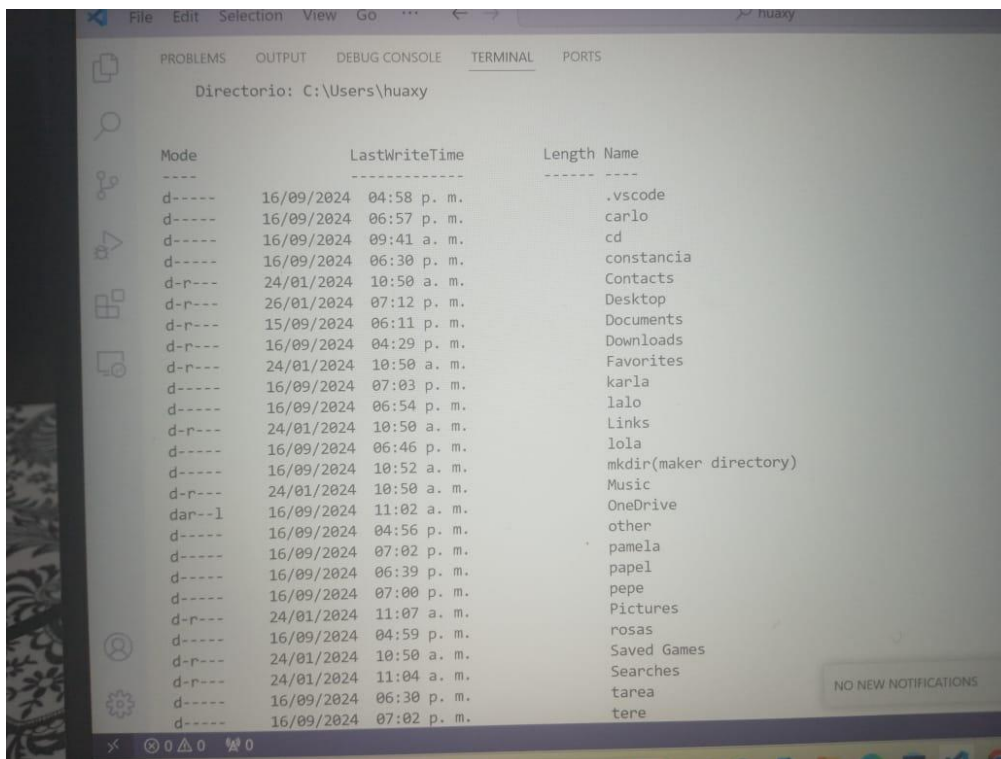 File Edit Selection View Go ... ← → huaxy
PROBLEMS OUTPUT DEBUG CONSOLE TERMINAL PORTS
Directorio: C:\Users\huaxy
Mode LastWriteTime Length Name
---- ------------- ------ ----
d----- 16/09/2024 04:58 p. m. .vscode
d----- 16/09/2024 06:57 p. m. carlo
d----- 16/09/2024 09:41 a. m. cd
d----- 16/09/2024 06:30 p. m. constancia
d-r--- 24/01/2024 10:50 a. m. Contacts
d-r--- 26/01/2024 07:12 p. m. Desktop
d-r--- 15/09/2024 06:11 p. m. Documents
d-r--- 16/09/2024 04:29 p. m. Downloads
d-r--- 24/01/2024 10:50 a. m. Favorites
d----- 16/09/2024 07:03 p. m. karla
d----- 16/09/2024 06:54 p. m. lalo
d-r--- 24/01/2024 10:50 a. m. Links
d----- 16/09/2024 06:46 p. m. lola
d----- 16/09/2024 10:52 a. m. mkdir(maker directory)
d-r--- 24/01/2024 10:50 a. m. Music
dar--l 16/09/2024 11:02 a. m. OneDrive
d----- 16/09/2024 04:56 p. m. other
d----- 16/09/2024 07:02 p. m. pamela
d----- 16/09/2024 06:39 p. m. papel
d----- 16/09/2024 07:00 p. m. pepe
d-r--- 24/01/2024 11:07 a. m. Pictures
d----- 16/09/2024 04:59 p. m. rosas
d-r--- 24/01/2024 10:50 a. m. Saved Games
d-r--- 24/01/2024 11:04 a. m. Searches
d----- 16/09/2024 06:30 p. m. tarea
d----- 16/09/2024 07:02 p. m. tere
NO NEW NOTIFICATIONS
0 0 0